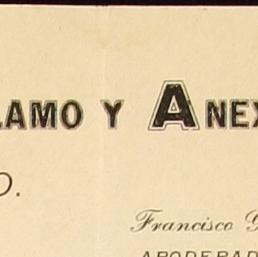 LAMO Y ANEX
O.
Francisco G
APODERAD